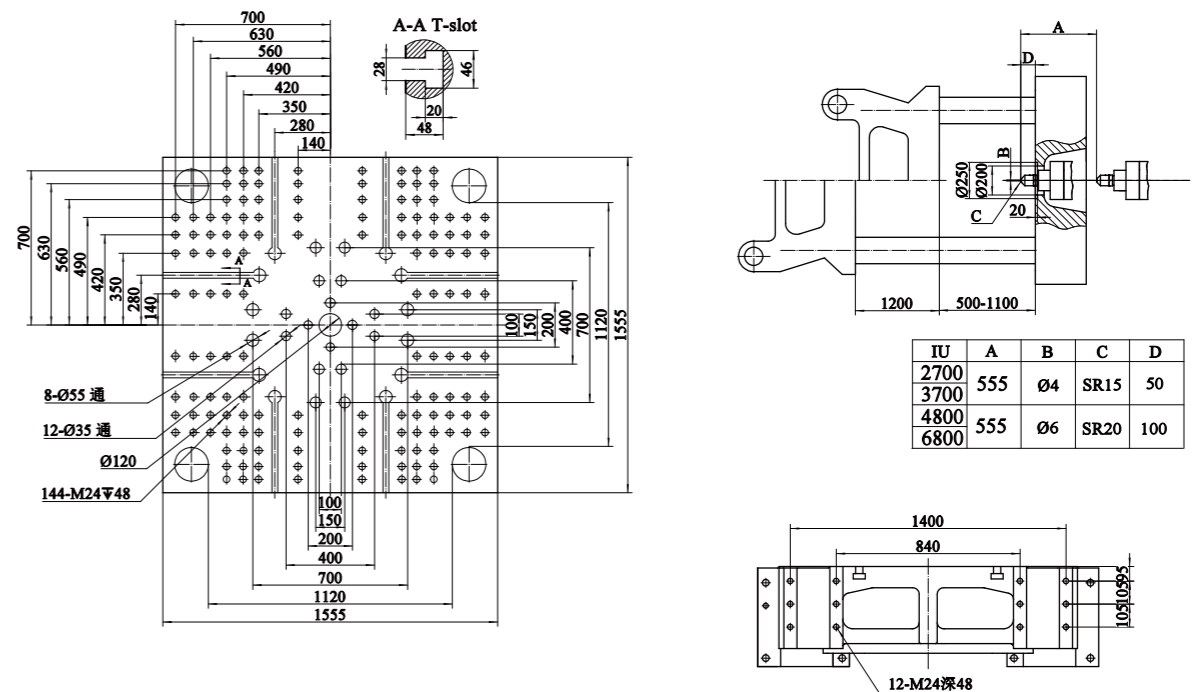 700
630
560
490
420
350
280
140
A-A T-slot
28
46
20
48
700
630
560
490
420
350
280
140
A
A
100
150
200
400
700
1120
1555
8-Ø55 通
12-Ø35 通
Ø120
144-M24↧48
100
150
200
400
700
1120
1555
A
D
B
Ø250
Ø200
C
20
1200
500-1100
IU A B C D
2700
3700
555 Ø4 SR15 50
4800
6800
555 Ø6 SR20 100
1400
840
95
105
105
12-M24深48